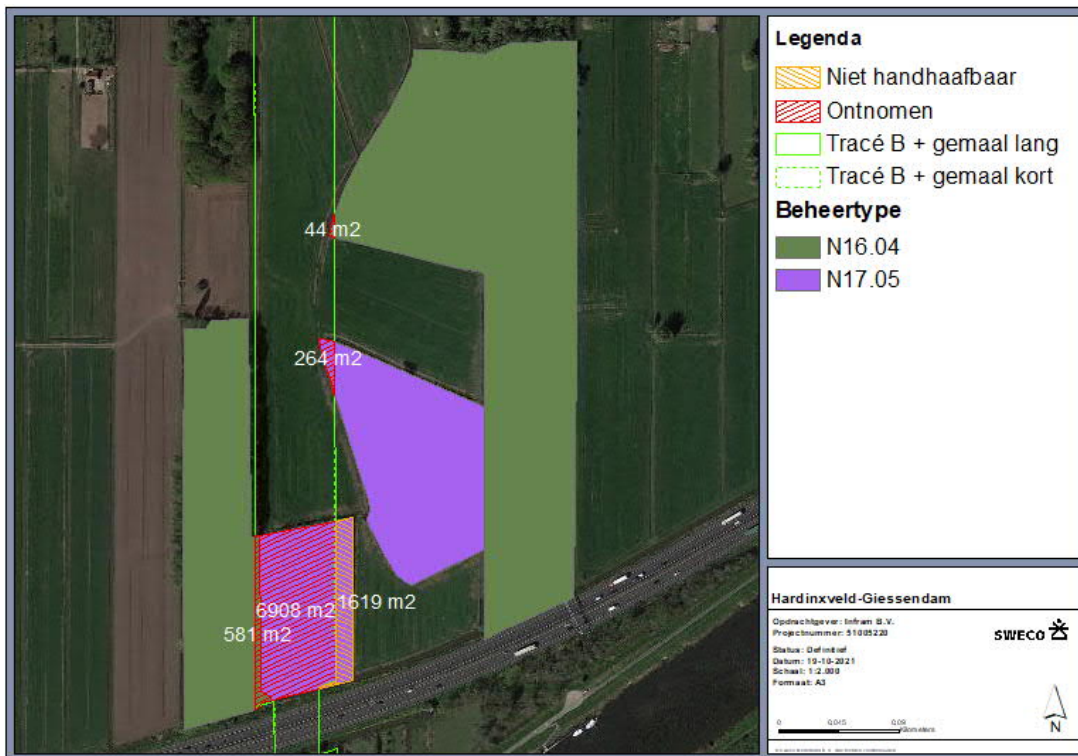 44 m2
264 m2
6908 m2
1619 m2
581 m2
Legenda
Niet handhaafbaar
Ontnomen
Tracé B + gemaal lang
Tracé B + gemaal kort
Beheertype
N16.04
N17.05
Hardinxveld-Giessendam
Opdrachtgever: Infram B.V.
Projectnummer: 51005220
SWECO
Status: Definitief
Datum: 19-10-2021
Schaal: 1:2.000
Formaat: A3
0 0,045 0,09
Kilometers
N